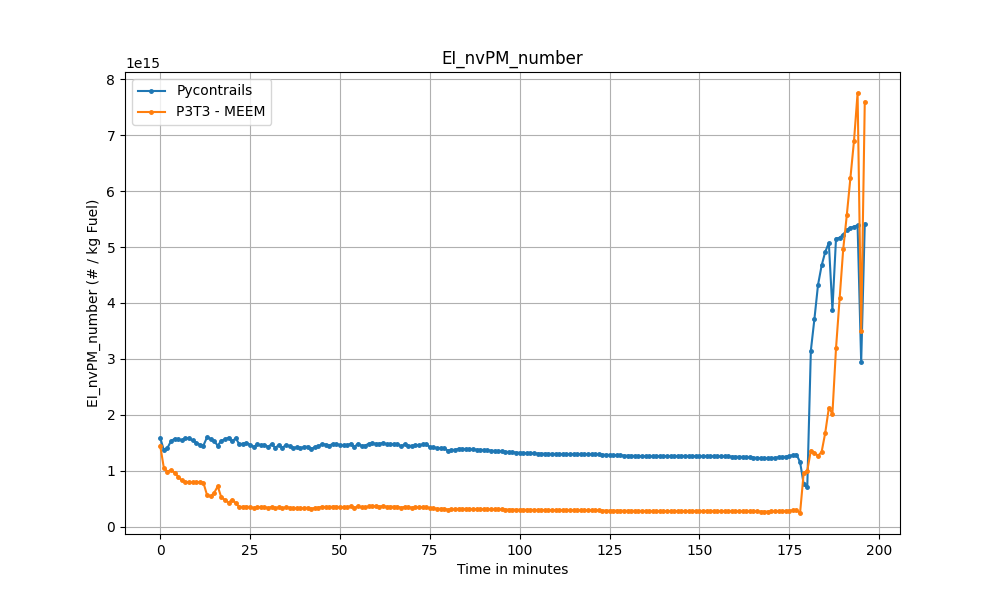 EI_nvPM_number
1e15
Pycontrails
P3T3 - MEEM
8
7
6
5
4
3
2
1
0
EI_nvPM_number (# / kg Fuel)
0 25 50 75 100 125 150 175 200
Time in minutes